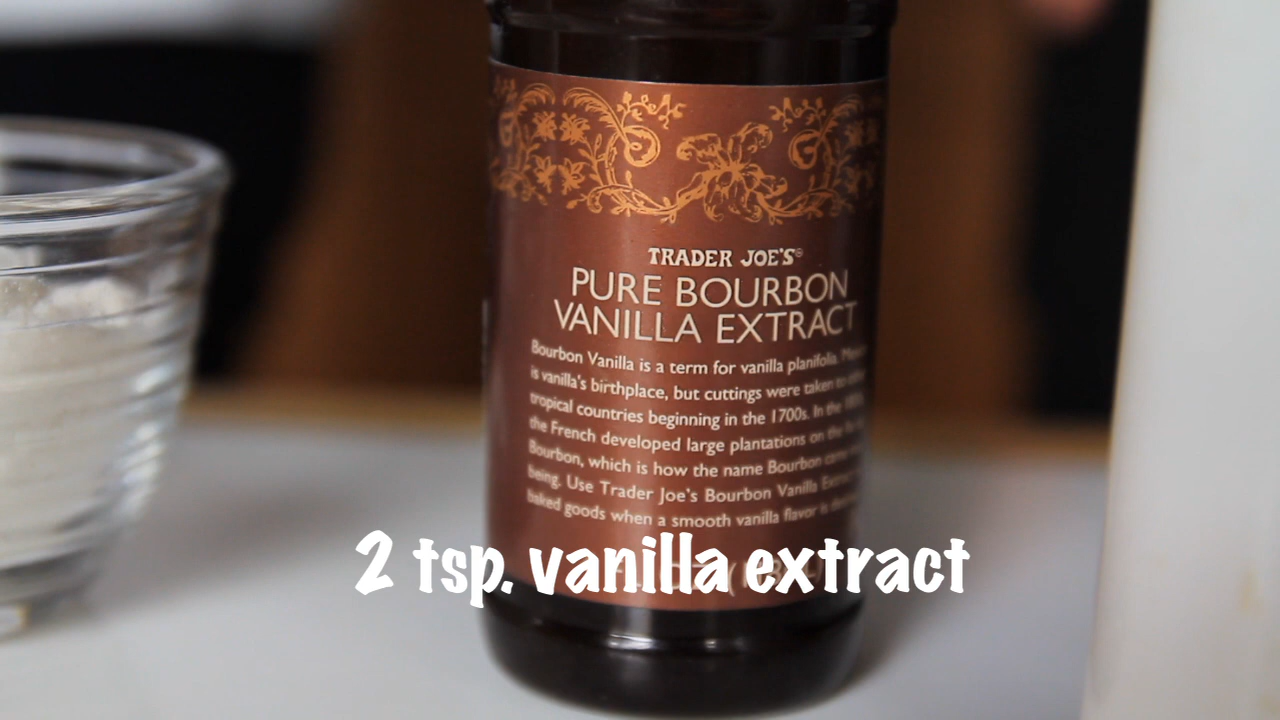 TRADER JOE'S®
PURE BOURBON
VANILLA EXTRACT
Bourbon Vanilla is a term for vanilla planifolia.
is vanilla's birthplace, but cuttings were taken to
tropical countries beginning in the 1700s. In the
the French developed large plantations on the
Bourbon, which is how the name Bourbon came
being. Use Trader Joe's Bourbon Vanilla Extract
baked goods when a smooth vanilla flavor is
2 tsp. vanilla extract